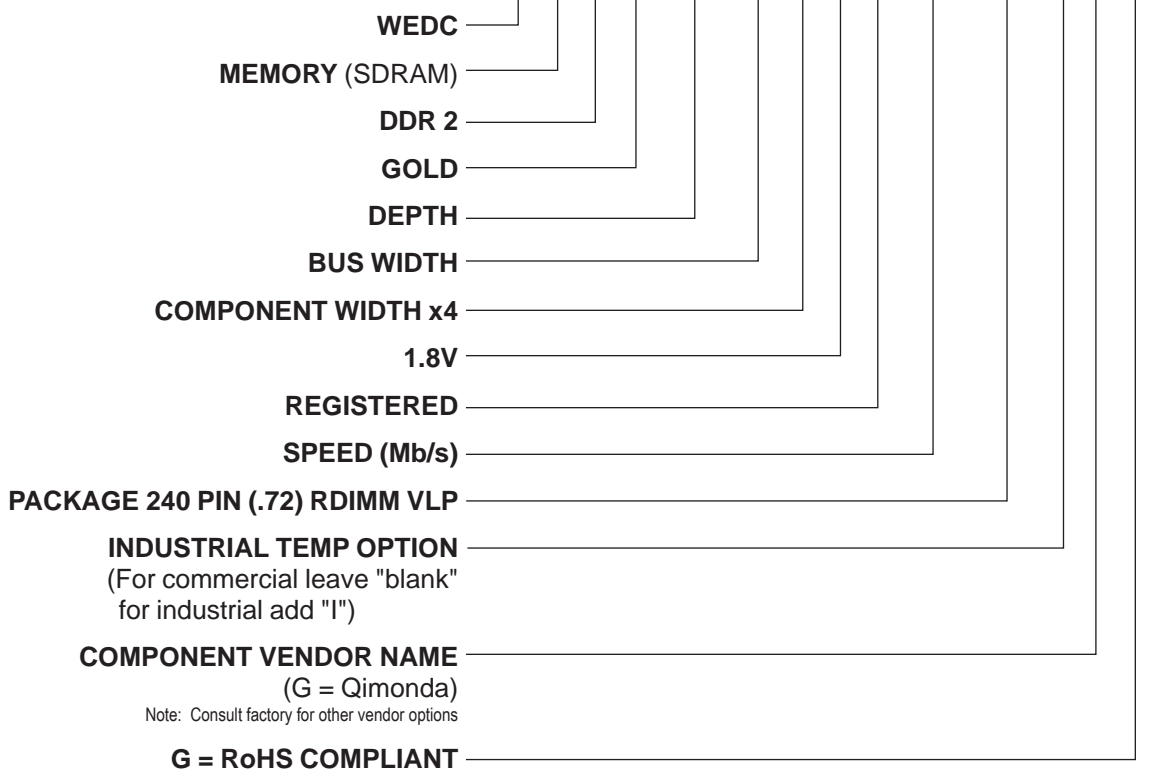 WEDC
MEMORY (SDRAM)
DDR 2
GOLD
DEPTH
BUS WIDTH
COMPONENT WIDTH x4
1.8V
REGISTERED
SPEED (Mb/s)
PACKAGE 240 PIN (.72) RDIMM VLP
INDUSTRIAL TEMP OPTION
(For commercial leave "blank"
for industrial add "I")
COMPONENT VENDOR NAME
(G = Qimonda)
Note: Consult factory for other vendor options
G = RoHS COMPLIANT